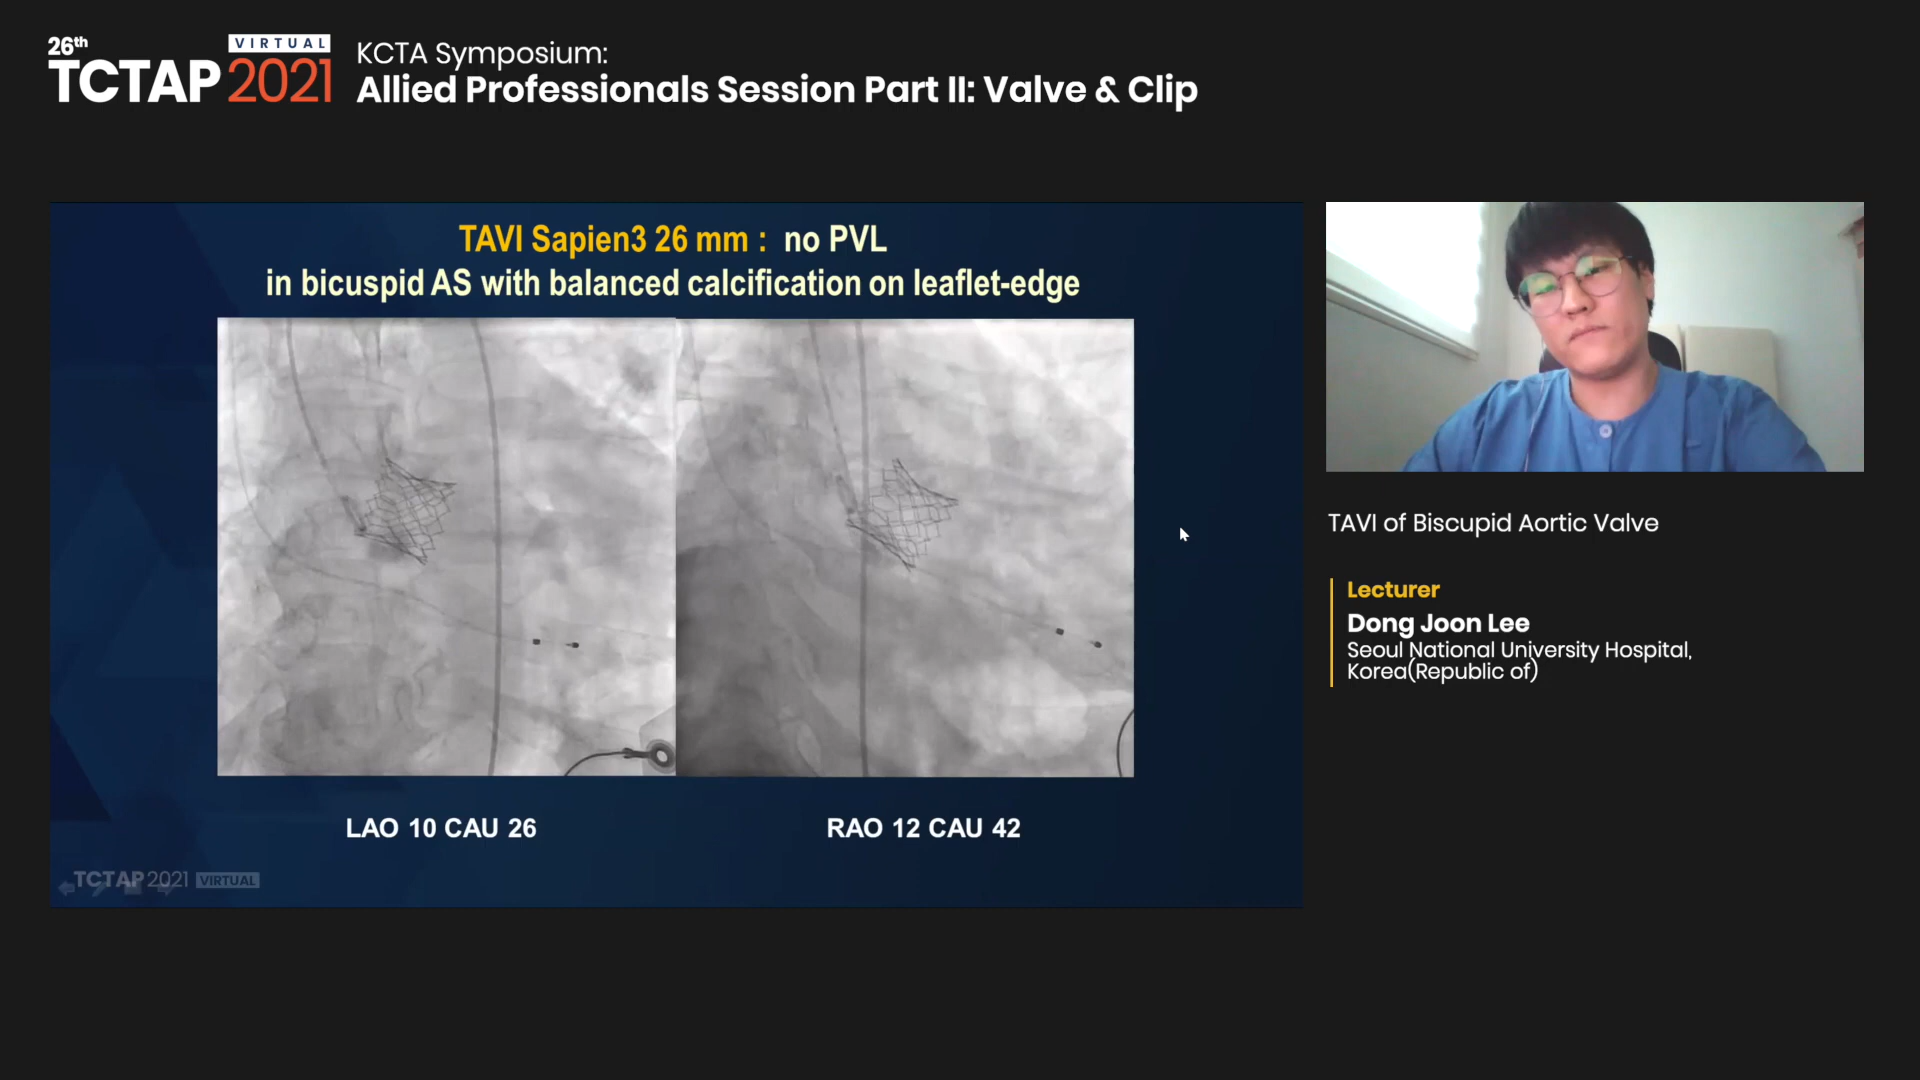 26th
VIRTUAL
TCTAP 2021
KCTA Symposium:
Allied Professionals Session Part II: Valve & Clip
TAVI Sapien3 26 mm : no PVL
in bicuspid AS with balanced calcification on leaflet-edge
LAO 10 CAU 26
RAO 12 CAU 42
TCTAP 2021 VIRTUAL
TAVI of Biscupid Aortic Valve
Lecturer
Dong Joon Lee
Seoul National University Hospital,
Korea(Republic of)